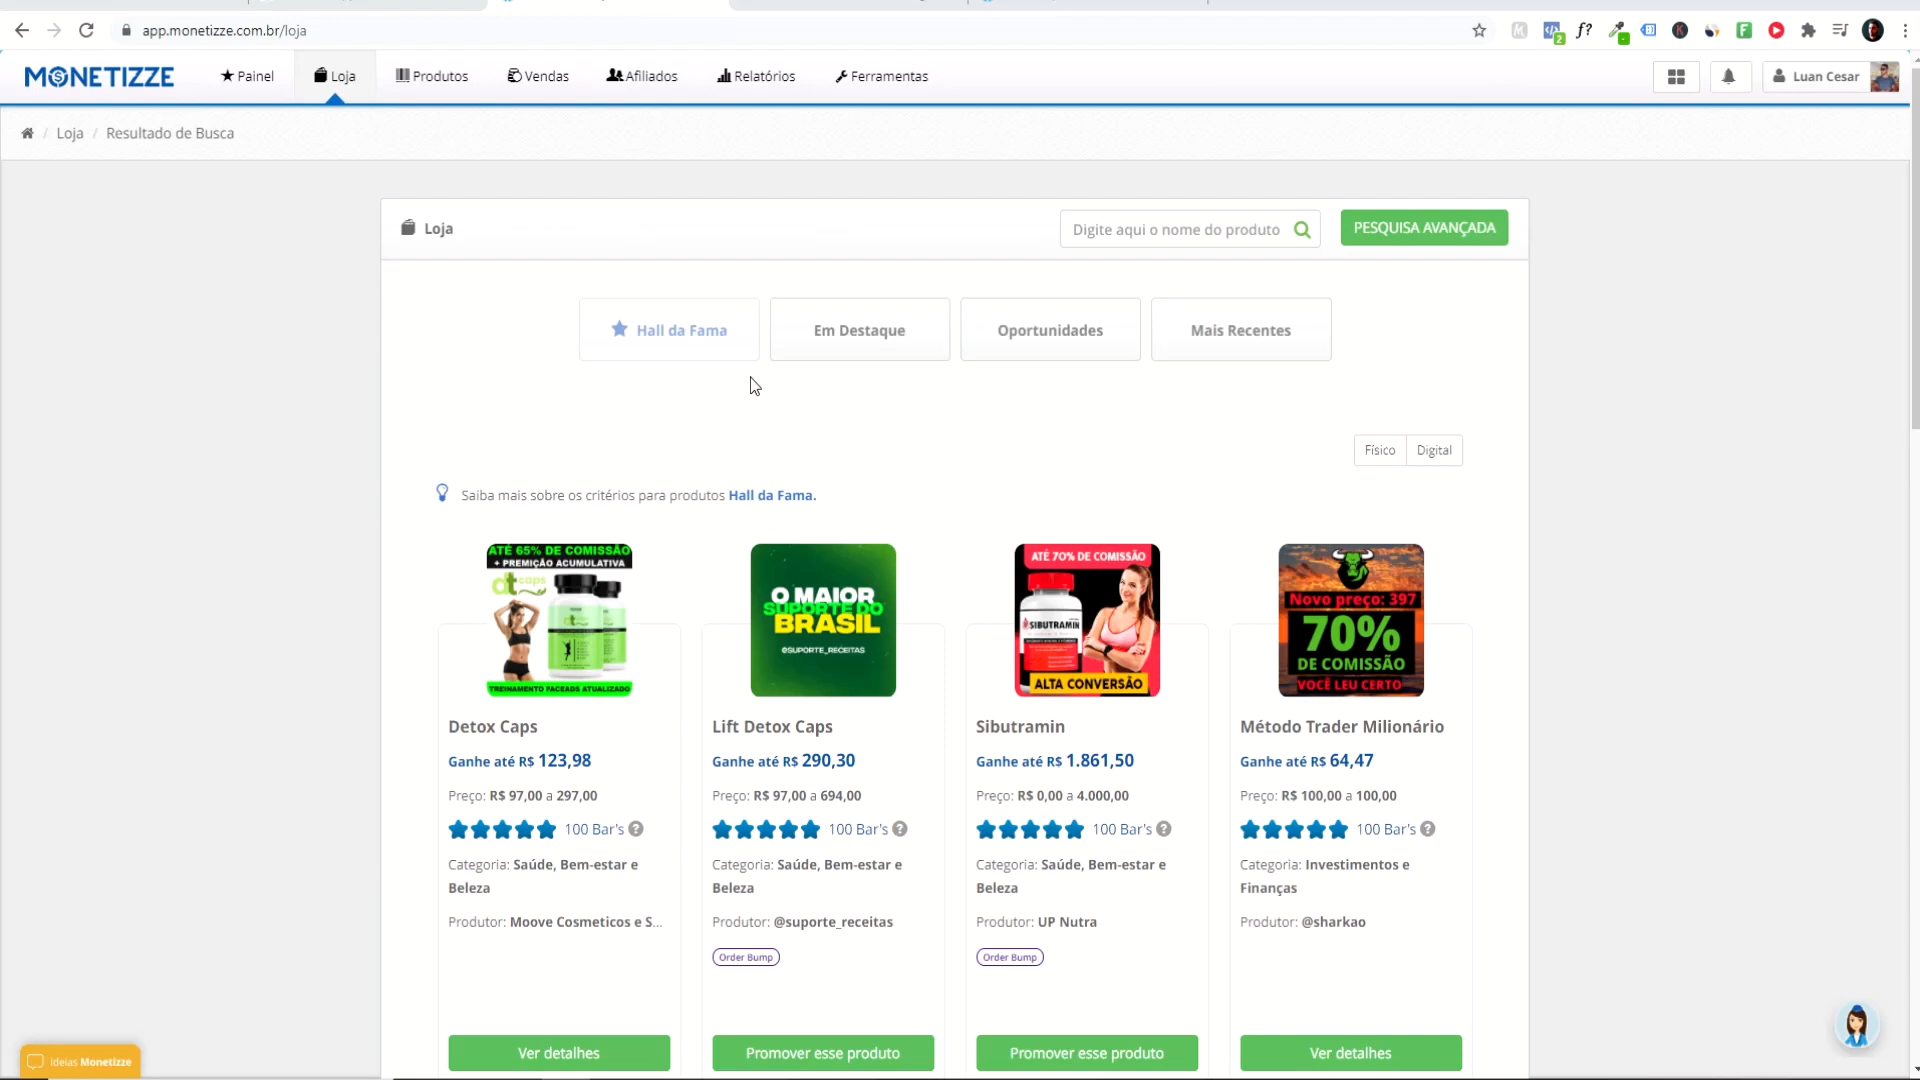 app.monetizze.com.br/loja
MONETIZZE
Painel
Loja
Produtos
Vendas
Afiliados
Relatórios
Ferramentas
Luan Cesar
/ Loja / Resultado de Busca
Loja
Digite aqui o nome do produto
PESQUISA AVANÇADA
Hall da Fama
Em Destaque
Oportunidades
Mais Recentes
Físico
Digital
Saiba mais sobre os critérios para produtos Hall da Fama.
ATÉ 65% DE COMISSÃO
+ PREMIÇÃO ACUMULATIVA
dt caps
TREINAMENTO FACEADS ATUALIZADO
Detox Caps
Ganhe até R$ 123,98
Preço: R$ 97,00 a 297,00
100 Bar's ?
Categoria: Saúde, Bem-estar e
Beleza
Produtor: Moove Cosmeticos e S...
Ver detalhes
O MAIOR
SUPORTE DO
BRASIL
@SUPORTE_RECEITAS
Lift Detox Caps
Ganhe até R$ 290,30
Preço: R$ 97,00 a 694,00
100 Bar's ?
Categoria: Saúde, Bem-estar e
Beleza
Produtor: @suporte_receitas
Order Bump
Promover esse produto
ATÉ 70% DE COMISSÃO
SIBUTRAMIN
ALTA CONVERSÃO
Sibutramin
Ganhe até R$ 1.861,50
Preço: R$ 0,00 a 4.000,00
100 Bar's ?
Categoria: Saúde, Bem-estar e
Beleza
Produtor: UP Nutra
Order Bump
Promover esse produto
Novo preço: 397
70%
DE COMISSÃO
VOCÊ LEU CERTO
Método Trader Milionário
Ganhe até R$ 64,47
Preço: R$ 100,00 a 100,00
100 Bar's ?
Categoria: Investimentos e
Finanças
Produtor: @sharkao
Ver detalhes
Ideias Monetizze